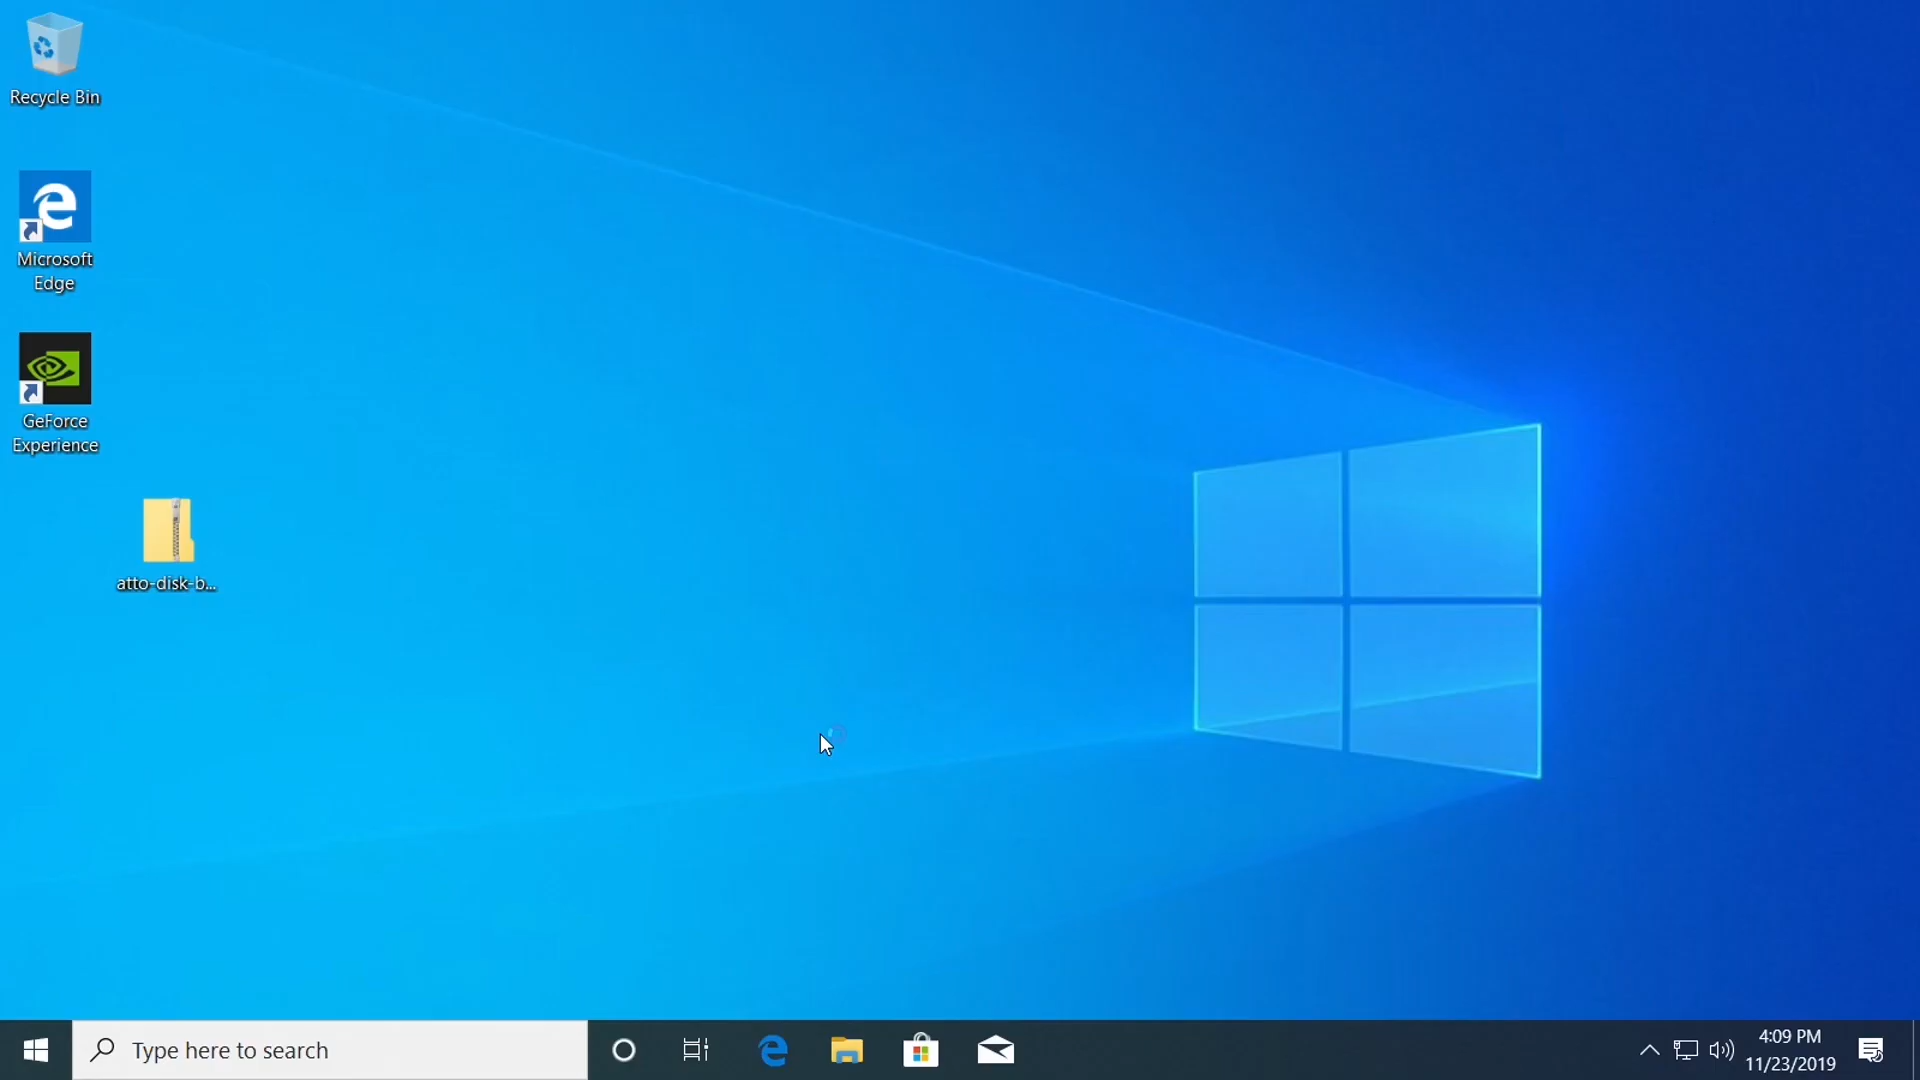 Recycle Bin
Microsoft
Edge
GeForce
Experience
atto-disk-b...
Type here to search
4:09 PM
11/23/2019